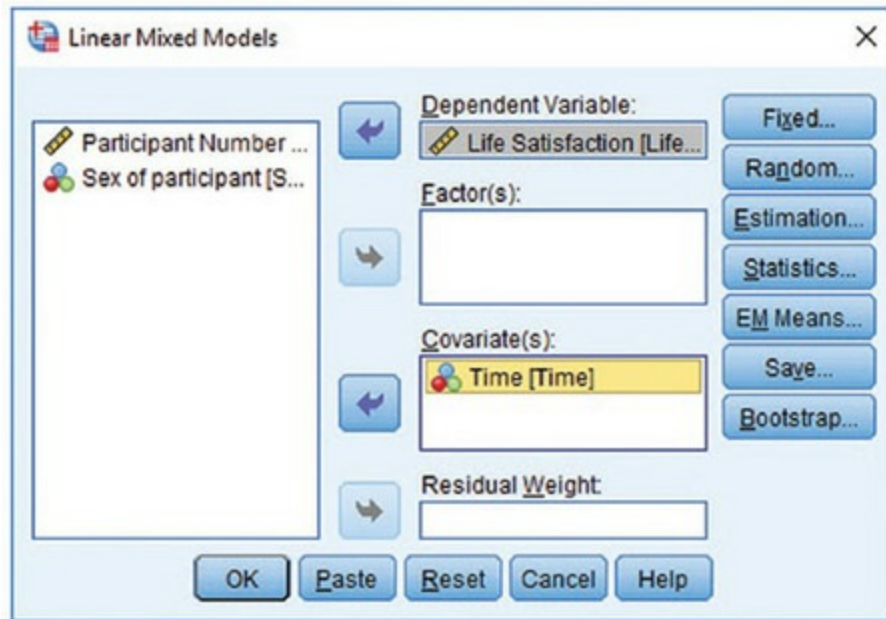 Linear Mixed Models
Participant Number ...
Sex of participant [S...
Dependent Variable:
Life Satisfaction [Life...
Factor(s):
Covariate(s):
Time [Time]
Residual Weight:
Fixed...
Random...
Estimation...
Statistics...
EM Means...
Save...
Bootstrap...
OK Paste Reset Cancel Help